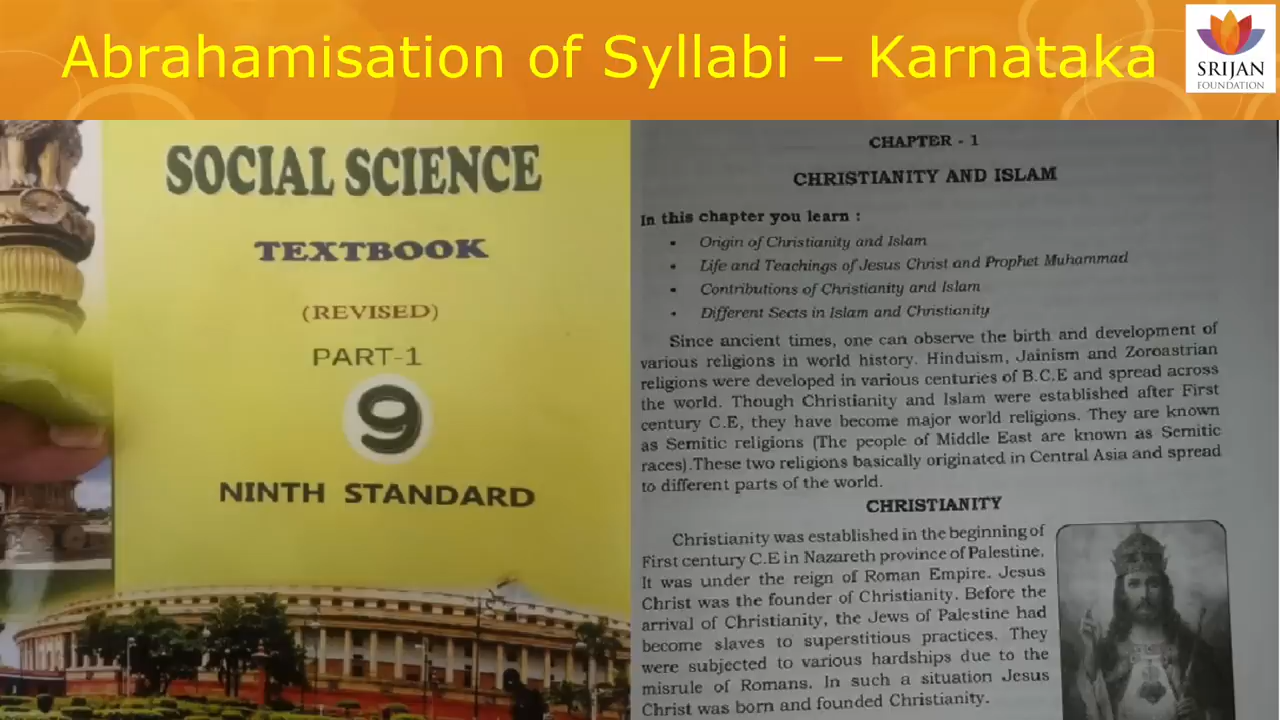 Abrahamisation of Syllabi – Karnataka
SRIJAN
FOUNDATION
SOCIAL SCIENCE
TEXTBOOK
(REVISED)
PART-1
9
NINTH STANDARD
CHAPTER - 1
CHRISTIANITY AND ISLAM
In this chapter you learn :
• Origin of Christianity and Islam
• Life and Teachings of Jesus Christ and Prophet Muhammad
• Contributions of Christianity and Islam
• Different Sects in Islam and Christianity
Since ancient times, one can observe the birth and development of
various religions in world history. Hinduism, Jainism and Zoroastrian
religions were developed in various centuries of B.C.E and spread across
the world. Though Christianity and Islam were established after First
century C.E, they have become major world religions. They are known
as Semitic religions (The people of Middle East are known as Semitic
races).These two religions basically originated in Central Asia and spread
to different parts of the world.
CHRISTIANITY
Christianity was established in the beginning of
First century C.E in Nazareth province of Palestine.
It was under the reign of Roman Empire. Jesus
Christ was the founder of Christianity. Before the
arrival of Christianity, the Jews of Palestine had
become slaves to superstitious practices. They
were subjected to various hardships due to the
misrule of Romans. In such a situation Jesus
Christ was born and founded Christianity.